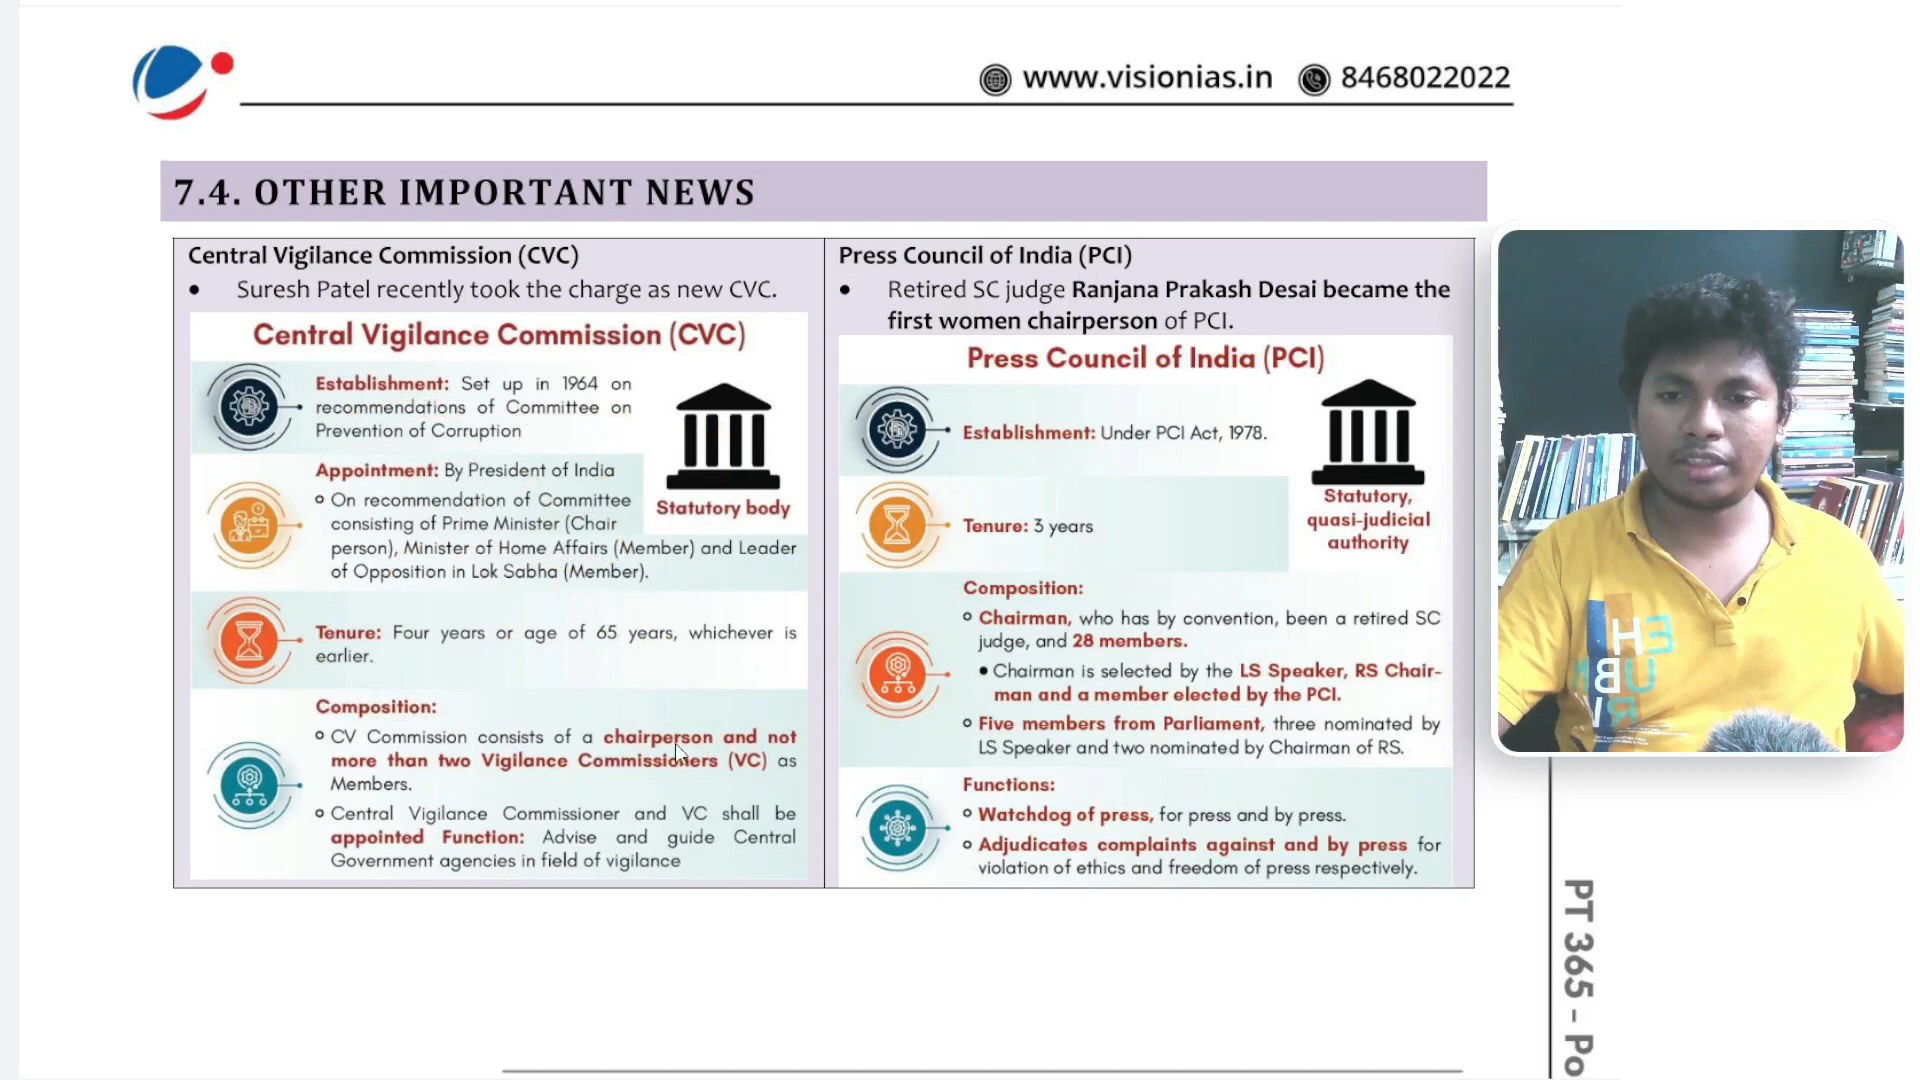 www.visionias.in 8468022022
7.4. OTHER IMPORTANT NEWS
Central Vigilance Commission (CVC)
• Suresh Patel recently took the charge as new CVC.
Central Vigilance Commission (CVC)
Establishment: Set up in 1964 on
recommendations of Committee on
Prevention of Corruption
Statutory body
Appointment: By President of India
On recommendation of Committee
consisting of Prime Minister (Chair
person), Minister of Home Affairs (Member) and Leader
of Opposition in Lok Sabha (Member).
Tenure: Four years or age of 65 years, whichever is
earlier.
Composition:
CV Commission consists of a chairperson and not
more than two Vigilance Commissioners (VC) as
Members.
Central Vigilance Commissioner and VC shall be
appointed Function: Advise and guide Central
Government agencies in field of vigilance
Press Council of India (PCI)
• Retired SC judge Ranjana Prakash Desai became the
first women chairperson of PCI.
Press Council of India (PCI)
Establishment: Under PCI Act, 1978.
Statutory,
quasi-judicial
authority
Tenure: 3 years
Composition:
Chairman, who has by convention, been a retired SC
judge, and 28 members.
• Chairman is selected by the LS Speaker, RS Chair-
man and a member elected by the PCI.
Five members from Parliament, three nominated by
LS Speaker and two nominated by Chairman of RS.
Functions:
Watchdog of press, for press and by press.
Adjudicates complaints against and by press for
violation of ethics and freedom of press respectively.
PT 365 - Po